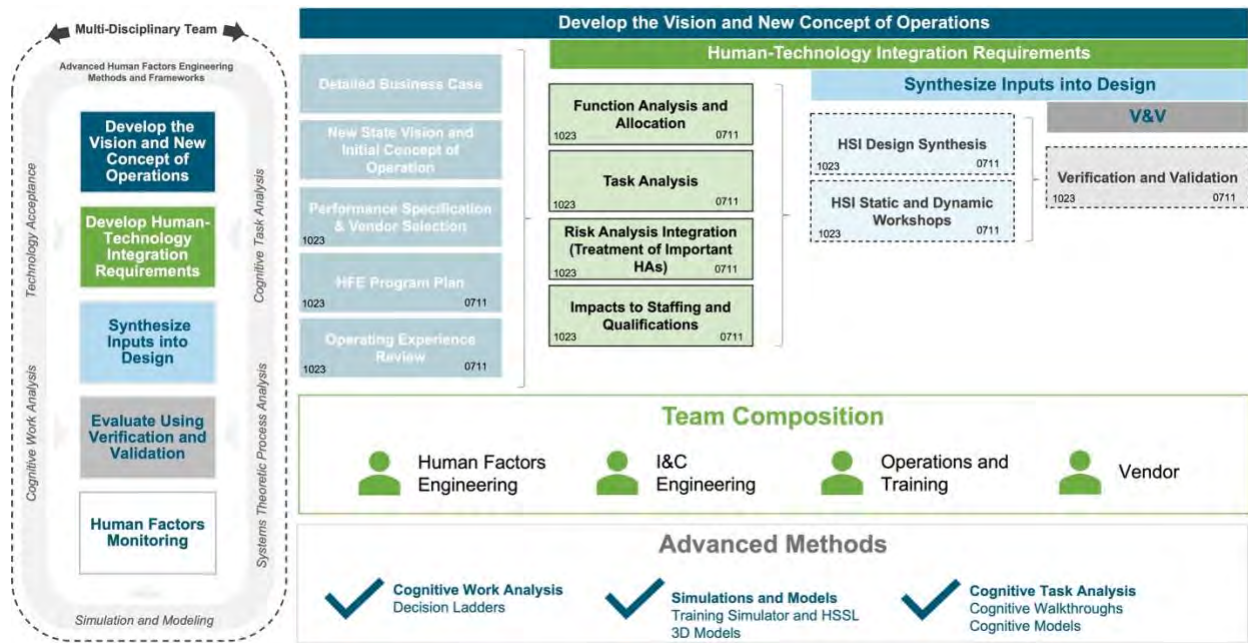 Multi-Disciplinary Team
Advanced Human Factors Engineering
Methods and Frameworks
Develop the
Vision and New
Concept of
Operations
Develop Human-
Technology
Integration
Requirements
Synthesize
Inputs into
Design
Evaluate Using
Verification and
Validation
Human Factors
Monitoring
Technology Acceptance
Cognitive Work Analysis
Cognitive Task Analysis
Systems Theoretic Process Analysis
Simulation and Modeling
Develop the Vision and New Concept of Operations
Human-Technology Integration Requirements
Synthesize Inputs into Design
V&V
Detailed Business Case
New State Vision and
Initial Concept of
Operation
Performance Specification
& Vendor Selection
1023
HFE Program Plan
1023 0711
Operating Experience
Review
1023 0711
Function Analysis and
Allocation
1023 0711
Task Analysis
1023 0711
Risk Analysis Integration
(Treatment of Important
HAs)
1023 0711
Impacts to Staffing and
Qualifications
1023 0711
HSI Design Synthesis
1023 0711
HSI Static and Dynamic
Workshops
1023 0711
Verification and Validation
1023 0711
Team Composition
Human Factors
Engineering
I&C
Engineering
Operations and
Training
Vendor
Advanced Methods
Cognitive Work Analysis
Decision Ladders
Simulations and Models
Training Simulator and HSSL
3D Models
Cognitive Task Analysis
Cognitive Walkthroughs
Cognitive Models